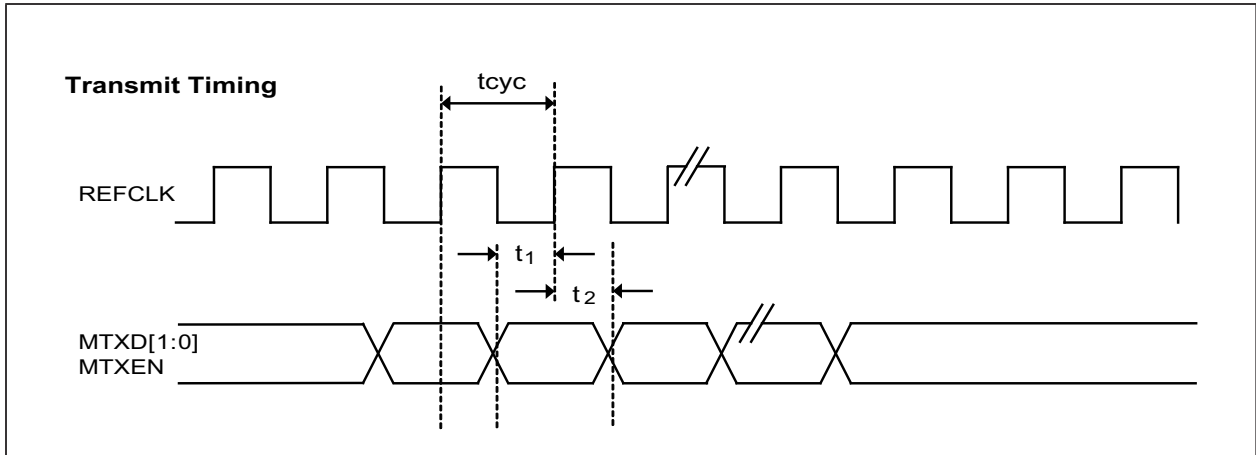 Transmit Timing
tcyc
REFCLK
t1
t2
MTXD[1:0]
MTXEN